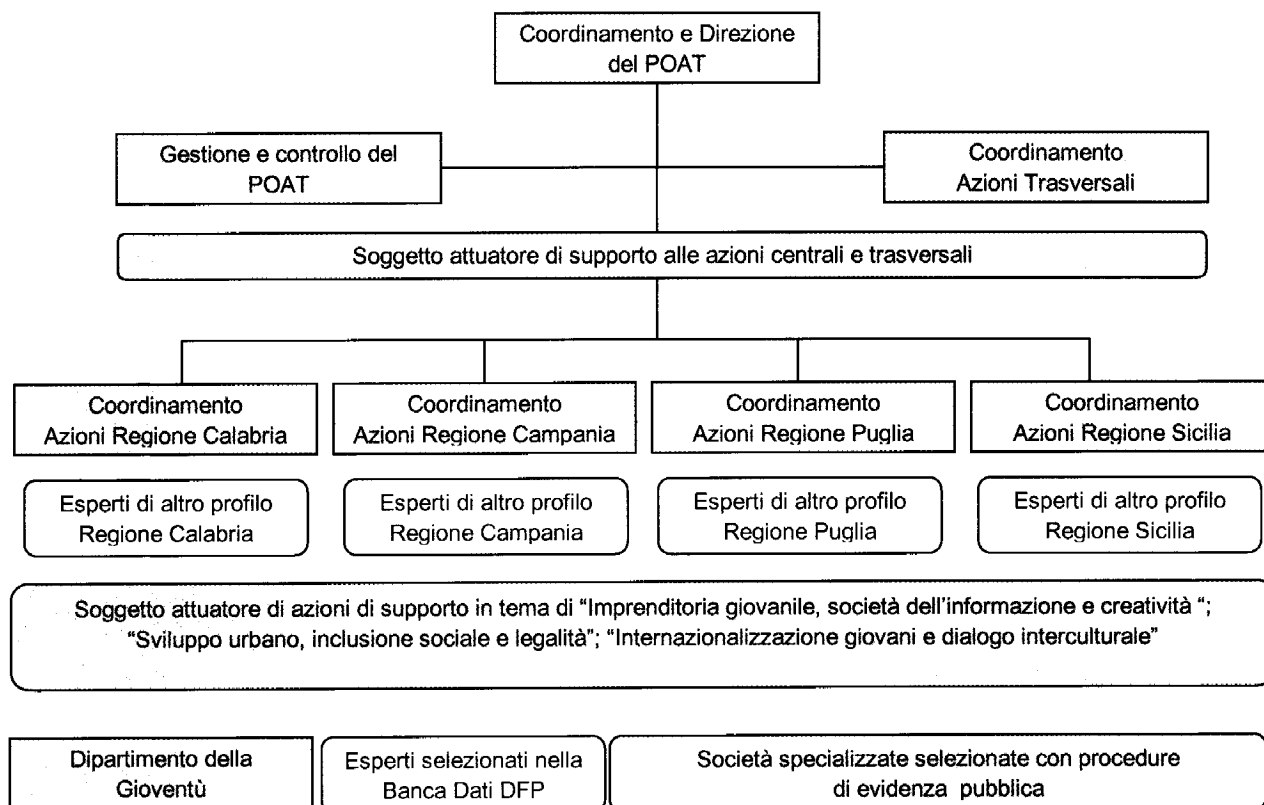 Coordinamento e Direzione
del POAT
Gestione e controllo del
POAT
Coordinamento
Azioni Trasversali
Soggetto attuatore di supporto alle azioni centrali e trasversali
Coordinamento
Azioni Regione Calabria
Coordinamento
Azioni Regione Campania
Coordinamento
Azioni Regione Puglia
Coordinamento
Azioni Regione Sicilia
Esperti di altro profilo
Regione Calabria
Esperti di altro profilo
Regione Campania
Esperti di altro profilo
Regione Puglia
Esperti di altro profilo
Regione Sicilia
Soggetto attuatore di azioni di supporto in tema di “Imprenditoria giovanile, società dell’informazione e creatività “;
“Sviluppo urbano, inclusione sociale e legalità”; “Internazionalizzazione giovani e dialogo interculturale”
Dipartimento della
Gioventù
Esperti selezionati nella
Banca Dati DFP
Società specializzate selezionate con procedure
di evidenza pubblica